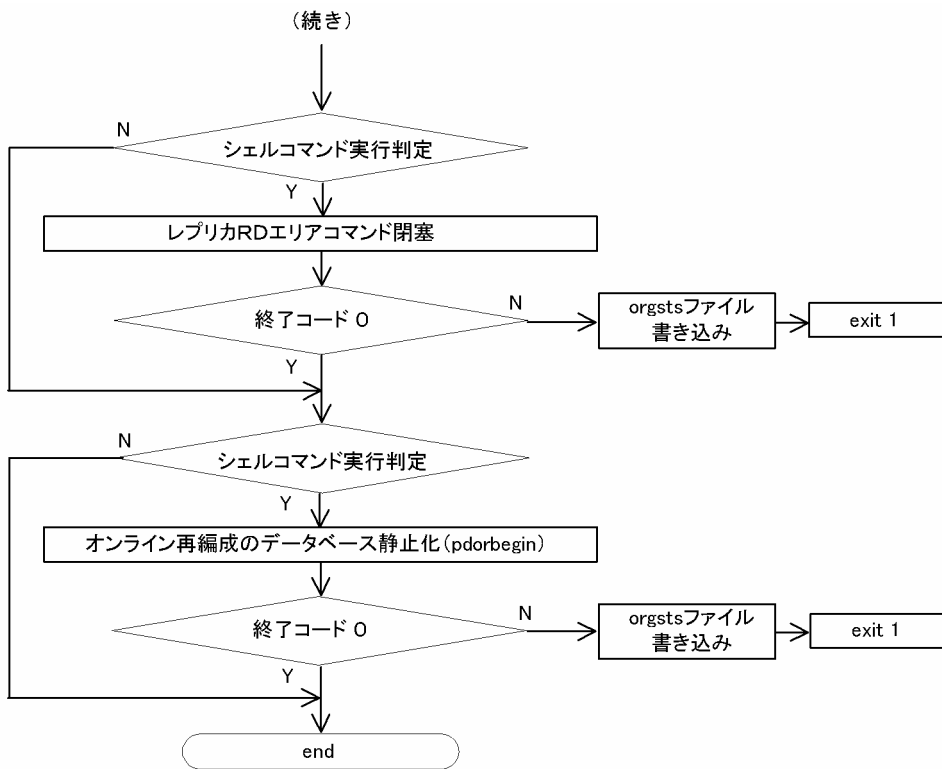 (続き)
N
シェルコマンド実行判定
Y
レプリカRDエリアコマンド閉塞
終了コード 0
N
orgstsファイル
書き込み
exit 1
Y
N
シェルコマンド実行判定
Y
オンライン再編成のデータベース静止化(pdorbegin)
終了コード 0
N
orgstsファイル
書き込み
exit 1
Y
end